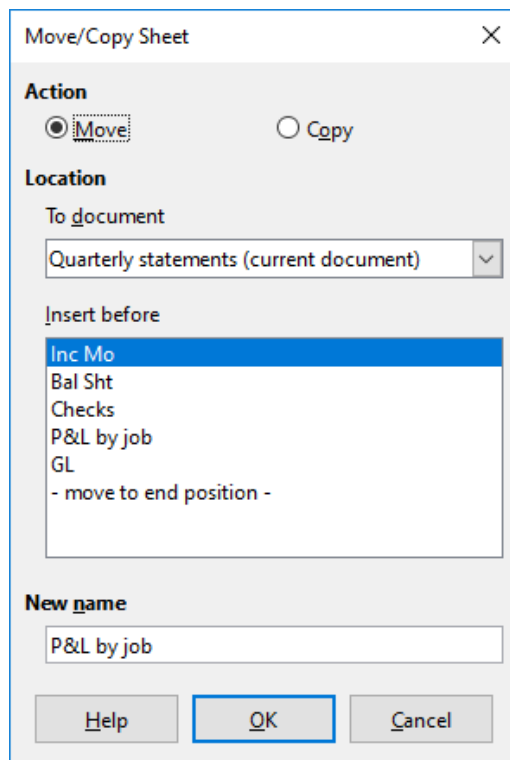 Move/Copy Sheet
Action
Move
Copy
Location
To document
Quarterly statements (current document)
Insert before
Inc Mo
Bal Sht
Checks
P&L by job
GL
- move to end position -
New name
P&L by job
Help
OK
Cancel